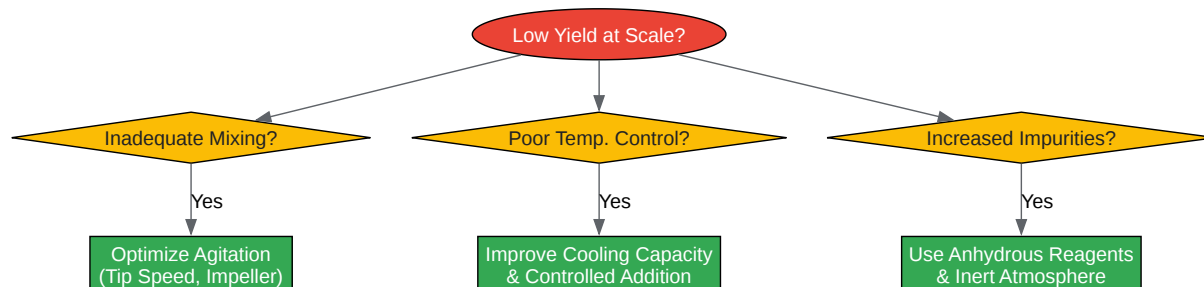 Low Yield at Scale?
Inadequate Mixing?
Poor Temp. Control?
Increased Impurities?
Yes
Yes
Yes
Optimize Agitation
(Tip Speed, Impeller)
Improve Cooling Capacity
& Controlled Addition
Use Anhydrous Reagents
& Inert Atmosphere